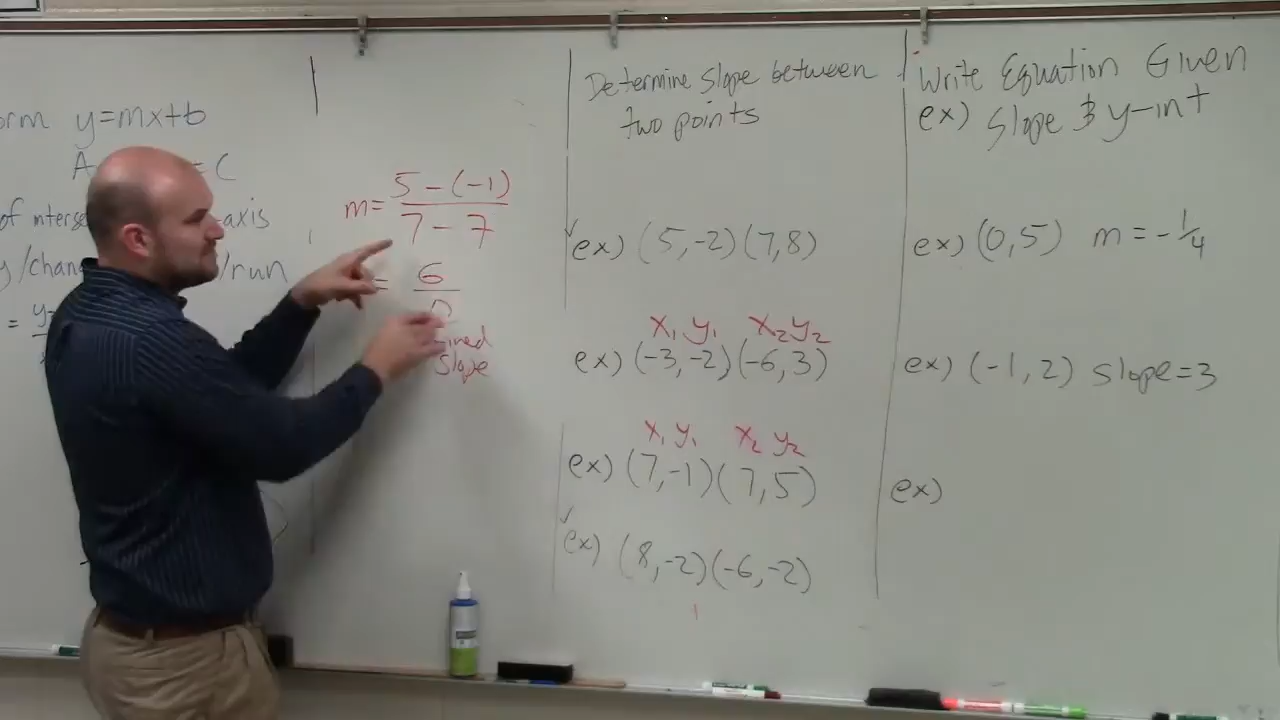 y=mx+b
A = C
of interse axis
y/chan /run
= y-
m= 5-(-1)
7-7
= 6
0
ined
slope
Determine slope between
two points
ex) (5,-2)(7,8)
x₁ y₁ x₂ y₂
ex) (-3,-2)(-6,3)
x₁ y₁ x₂ y₂
ex) (7,-1)(7,5)
ex) (8,-2)(-6,-2)
Write Equation Given
ex) Slope & y-int
ex) (0,5) m=-1/4
ex) (-1,2) slope=3
ex)